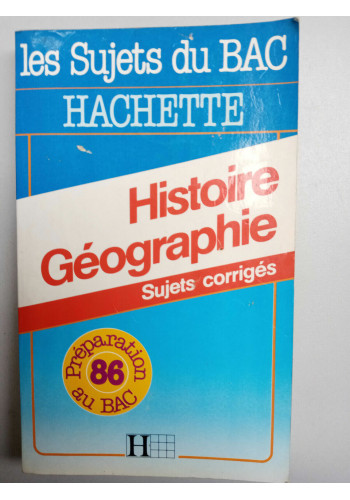 les Sujets du BAC
HACHETTE
Histoire
Géographie
Sujets corrigés
Préparation
86
au BAC
H